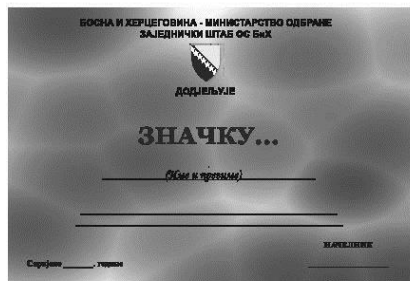 БОСНА И ХЕРЦЕГОВИНА - МИНИСТАРСТВО ОДБРАНЕ
ЗАЈЕДНИЧКИ ШТАБ ОС БиХ
ДОДЈЕЉУЈЕ
ЗНАЧКУ...
(Име и презиме)
НАЧЕЛНИК
Сарајево ______, године